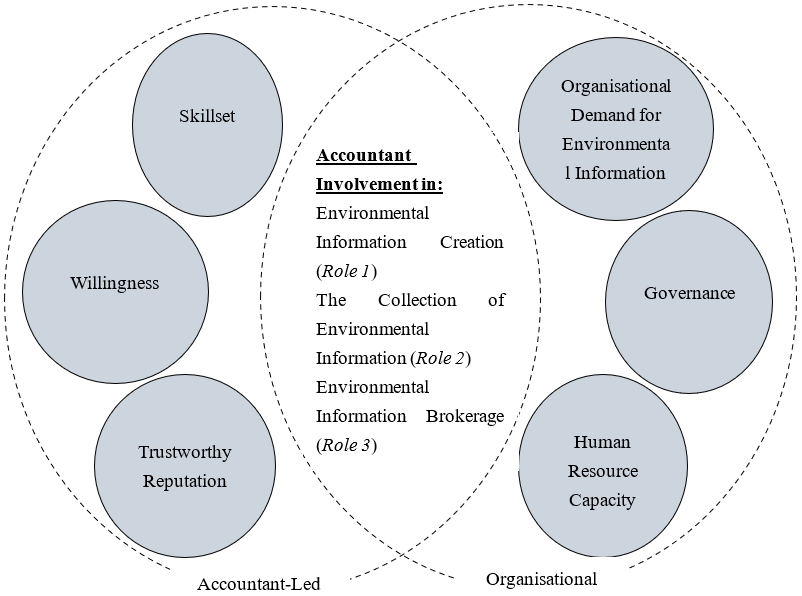 Skillset
Willingness
Trustworthy
Reputation
Accountant-Led
Accountant
Involvement in:
Environmental
Information Creation
(Role 1)
The Collection of
Environmental
Information (Role 2)
Environmental
Information Brokerage
(Role 3)
Organisational
Demand for
Environmenta
l Information
Governance
Human
Resource
Capacity
Organisational